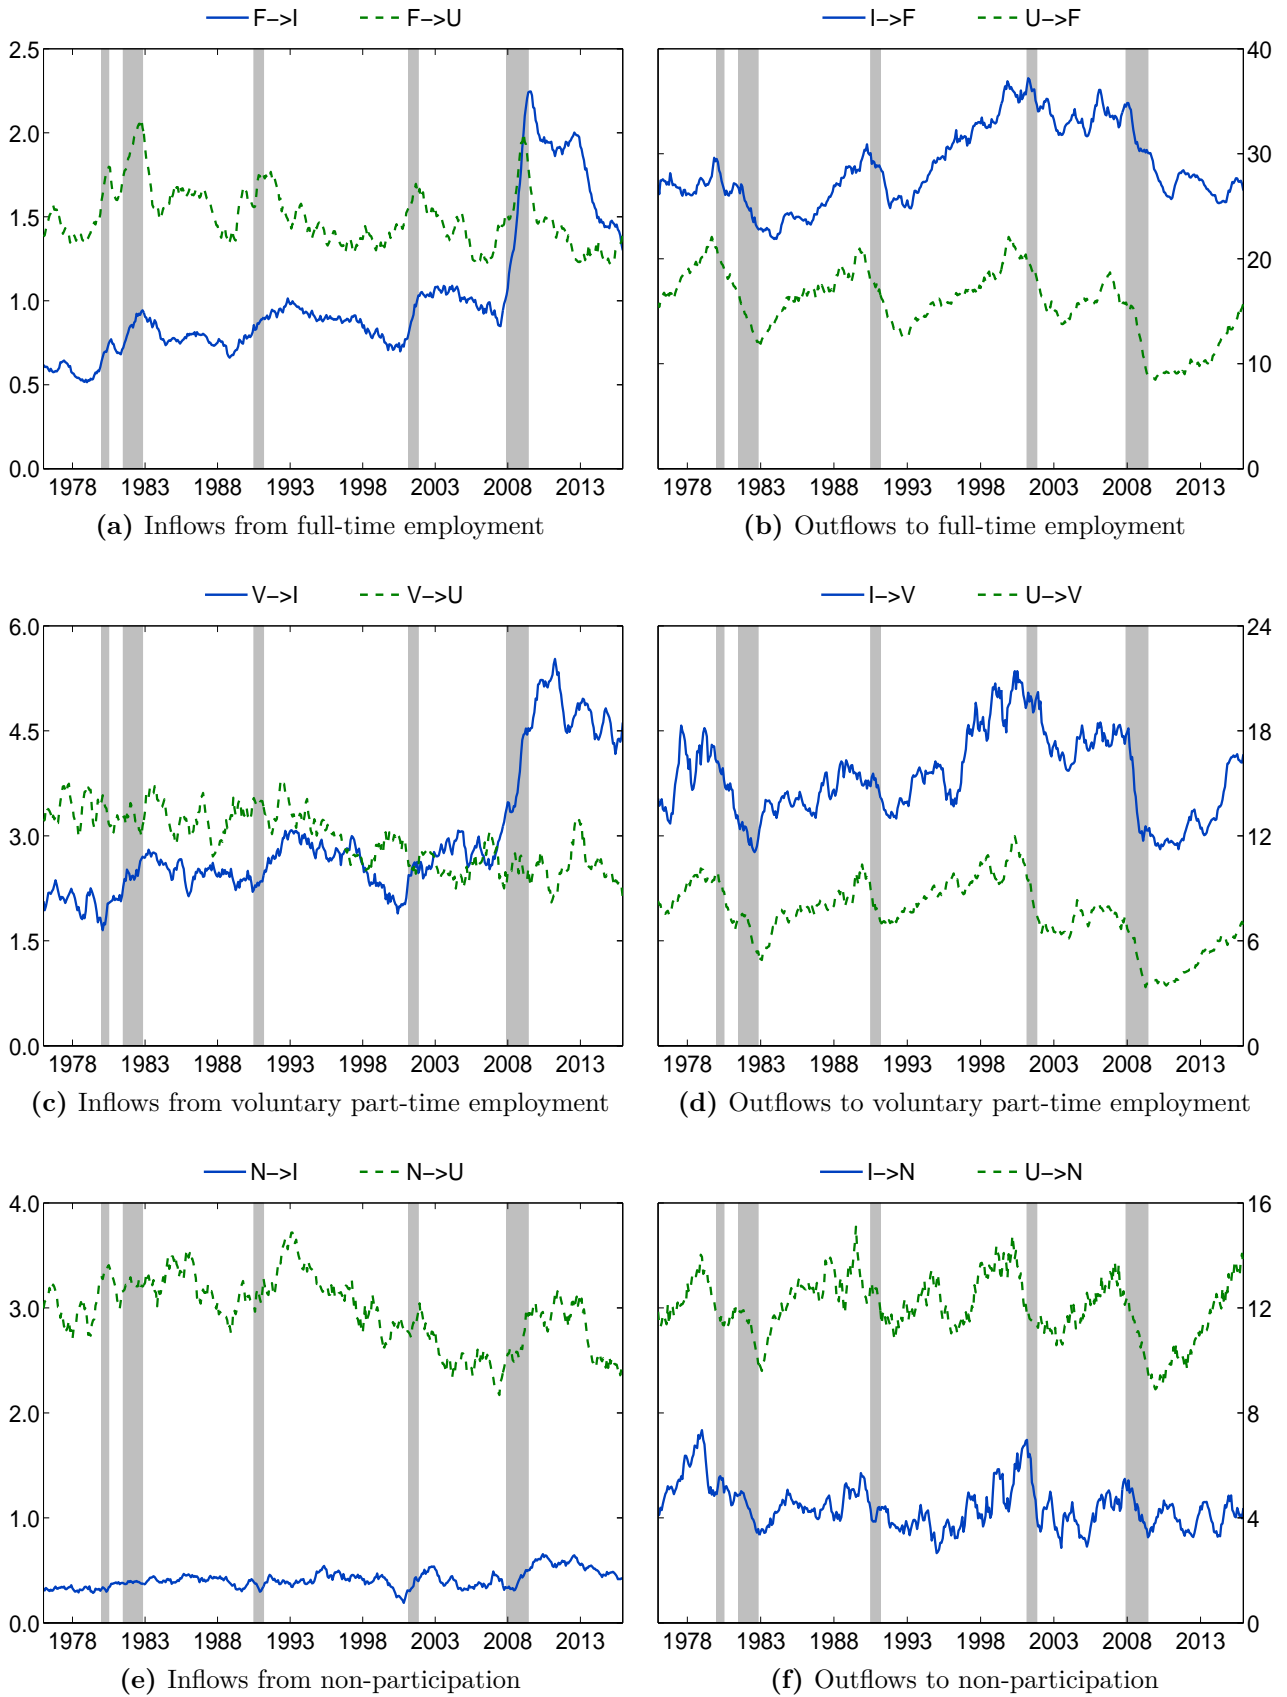 F->I F->U
I->F U->F
2.5
2.0
1.5
1.0
0.5
0.0
40
30
20
10
0
1978 1983 1988 1993 1998 2003 2008 2013
1978 1983 1988 1993 1998 2003 2008 2013
(a) Inflows from full-time employment
(b) Outflows to full-time employment
V->I V->U
I->V U->V
6.0
4.5
3.0
1.5
0.0
24
18
12
6
0
1978 1983 1988 1993 1998 2003 2008 2013
1978 1983 1988 1993 1998 2003 2008 2013
(c) Inflows from voluntary part-time employment
(d) Outflows to voluntary part-time employment
N->I N->U
I->N U->N
4.0
3.0
2.0
1.0
0.0
16
12
8
4
0
1978 1983 1988 1993 1998 2003 2008 2013
1978 1983 1988 1993 1998 2003 2008 2013
(e) Inflows from non-participation
(f) Outflows to non-participation